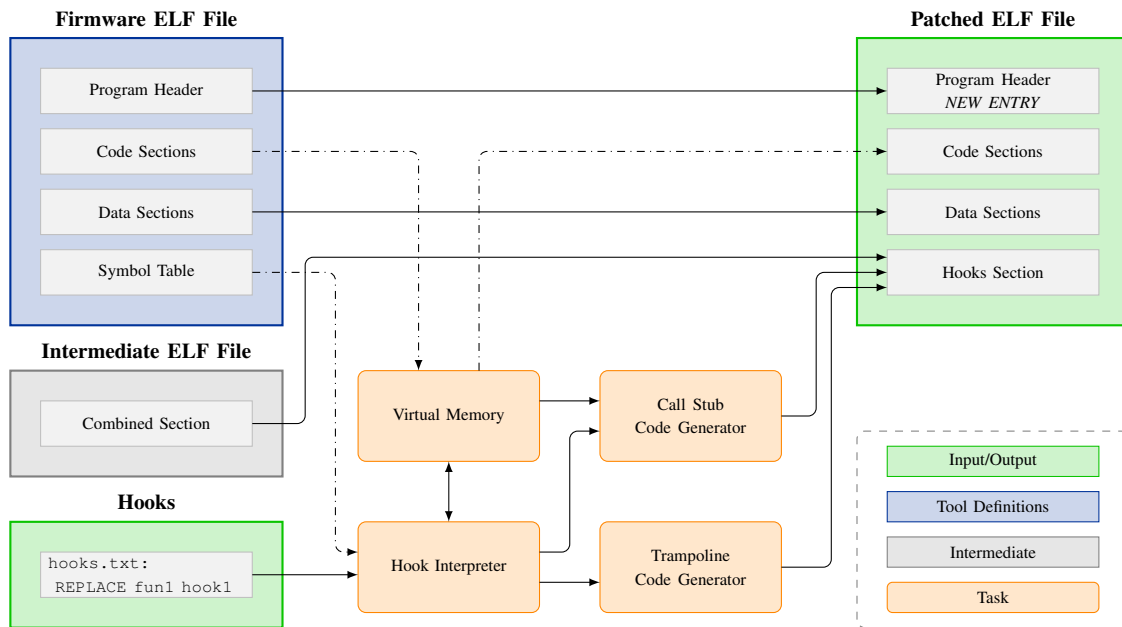 Firmware ELF File
Program Header
Code Sections
Data Sections
Symbol Table
Intermediate ELF File
Combined Section
Hooks
hooks.txt:
REPLACE fun1 hook1
Virtual Memory
Hook Interpreter
Call Stub
Code Generator
Trampoline
Code Generator
Patched ELF File
Program Header
NEW ENTRY
Code Sections
Data Sections
Hooks Section
Input/Output
Tool Definitions
Intermediate
Task